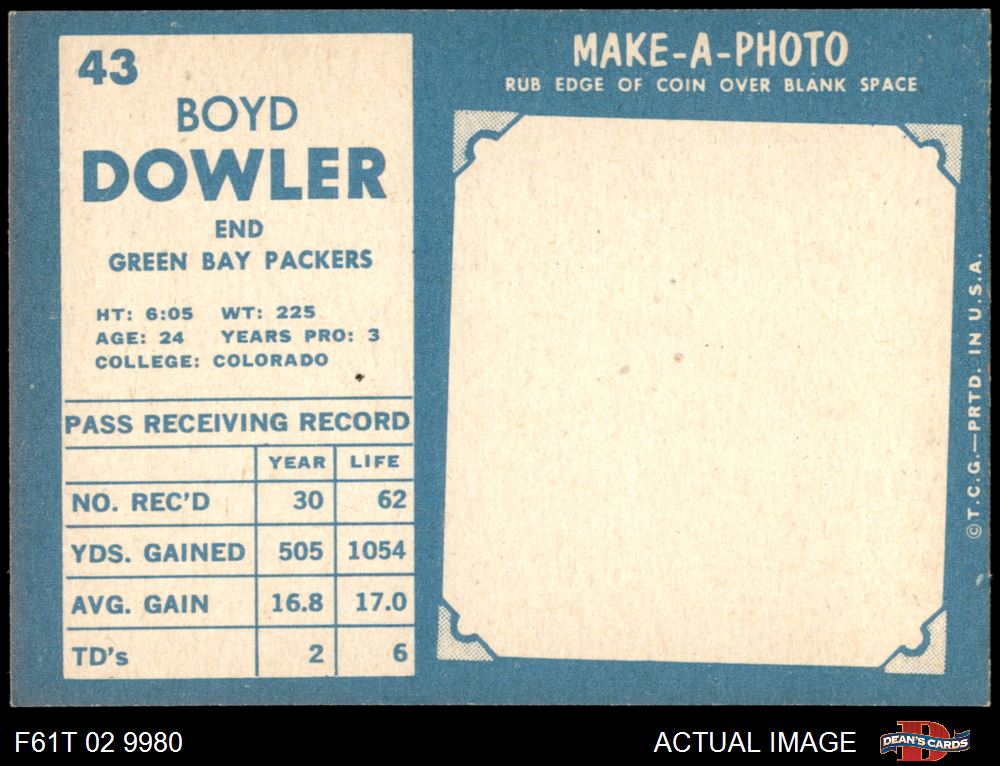 43
BOYD
DOWLER
END
GREEN BAY PACKERS
HT: 6:05 WT: 225
AGE: 24 YEARS PRO: 3
COLLEGE: COLORADO
PASS RECEIVING RECORD
YEAR LIFE
NO. REC'D 30 62
YDS. GAINED 505 1054
AVG. GAIN 16.8 17.0
TD's 2 6
MAKE-A-PHOTO
RUB EDGE OF COIN OVER BLANK SPACE
© T.C.G.—PRTD. IN U.S.A.
F61T 02 9980
ACTUAL IMAGE
DEAN'S CARDS